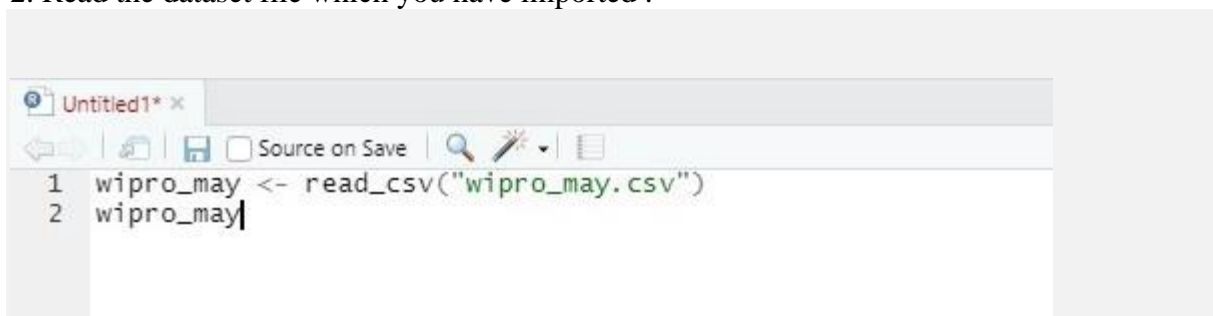 2. Read the dataset file which you have imported .
Untitled1*
Source on Save
1 wipro_may <- read_csv("wipro_may.csv")
2 wipro_may